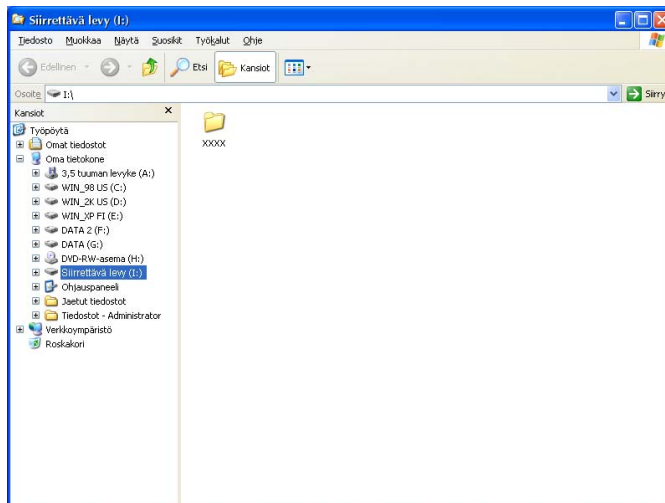 Siirrettävä levy (I:)
Tiedosto Muokkaa Näytä Suosikit Työkalut Ohje
Edellinen Etsi Kansiot
Osoite I:\ Siirry
Kansiot
Työpöytä
Omat tiedostot
Oma tietokone
3,5 tuuman levyke (A:)
WIN_98 US (C:)
WIN_2K US (D:)
WIN_XP FI (E:)
DATA 2 (F:)
DATA (G:)
DVD-RW-asema (H:)
Siirrettävä levy (I:)
Ohjauspaneeli
Jaetut tiedostot
Tiedostot - Administrator
Verkkoympäristö
Roskakori
xxxx